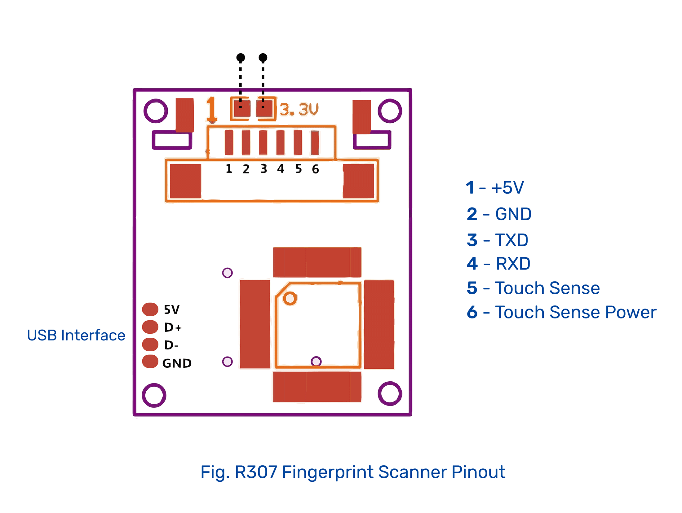 1 3.3V
1 2 3 4 5 6
1 - +5V
2 - GND
3 - TXD
4 - RXD
5 - Touch Sense
6 - Touch Sense Power
USB Interface
5V
D+
D-
GND
Fig. R307 Fingerprint Scanner Pinout